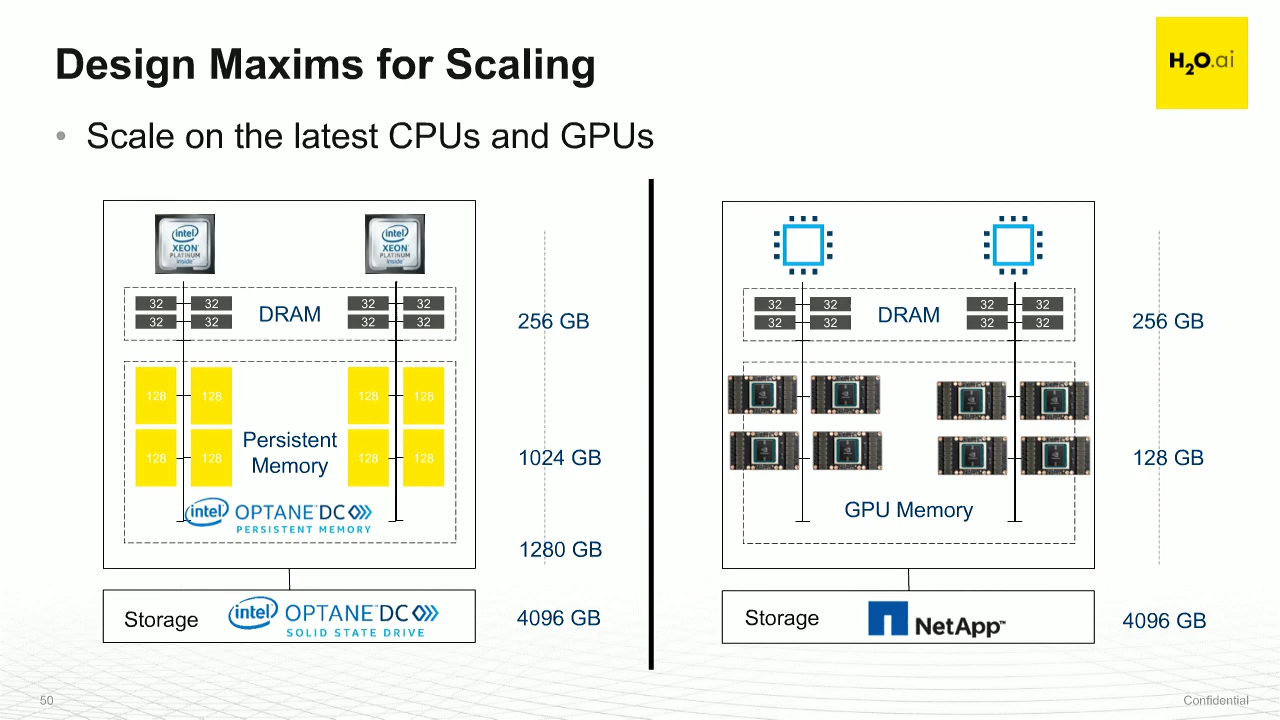 Design Maxims for Scaling
H2O.ai
• Scale on the latest CPUs and GPUs
intel XEON PLATINUM inside
intel XEON PLATINUM inside
32 32 DRAM 32 32
32 32 32 32
256 GB
128 128 128 128
Persistent
Memory
128 128 128 128
1024 GB
intel OPTANE™ DC
PERSISTENT MEMORY
1280 GB
Storage intel OPTANE™ DC
SOLID STATE DRIVE
4096 GB
32 32 DRAM 32 32
32 32 32 32
256 GB
128 GB
GPU Memory
Storage NetApp™
4096 GB
50
Confidential